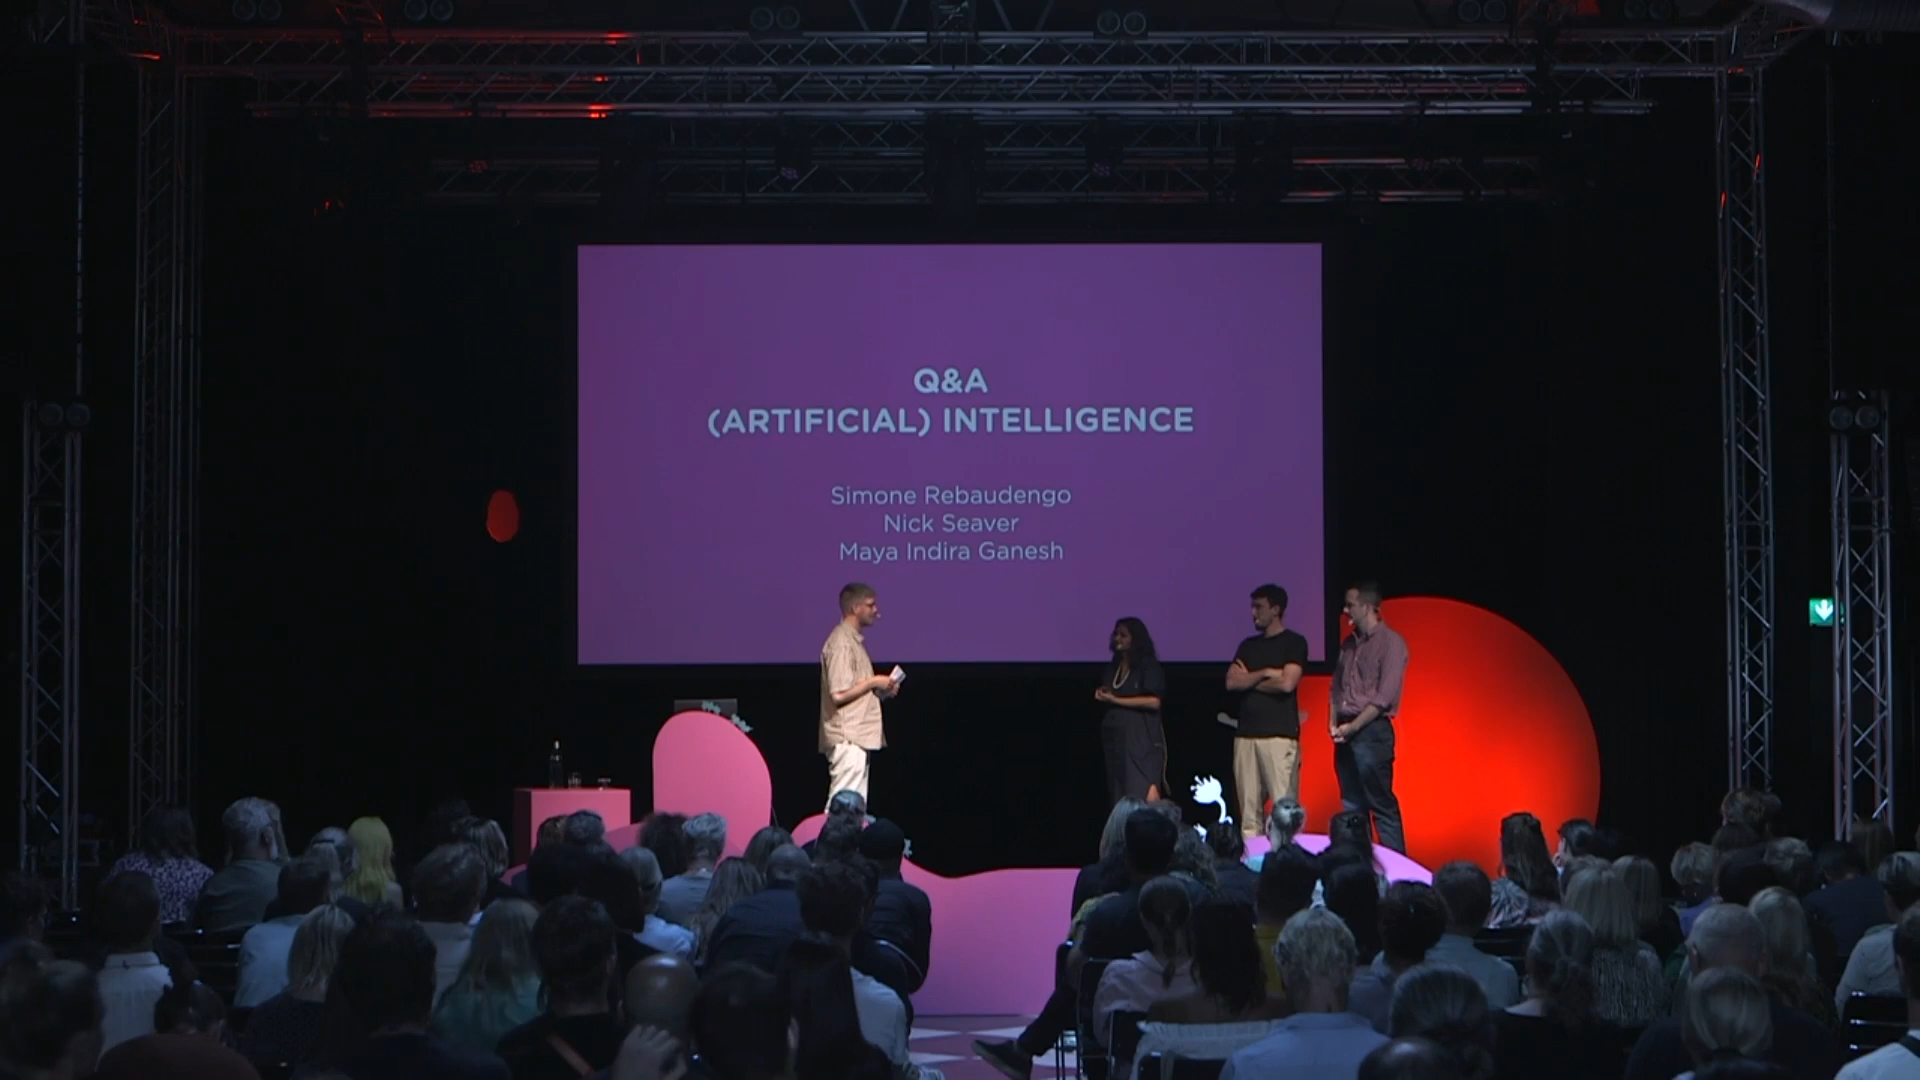 Q&A
(ARTIFICIAL) INTELLIGENCE
Simone Rebaudengo
Nick Seaver
Maya Indira Ganesh